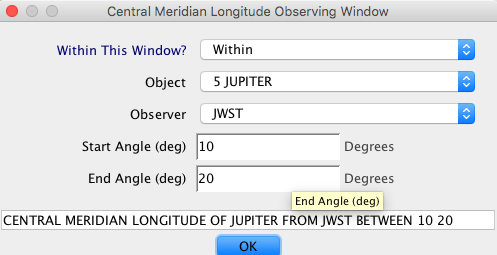 Central Meridian Longitude Observing Window
Within This Window? Within
Object 5 JUPITER
Observer JWST
Start Angle (deg) 10 Degrees
End Angle (deg) 20 Degrees
End Angle (deg)
CENTRAL MERIDIAN LONGITUDE OF JUPITER FROM JWST BETWEEN 10 20
OK